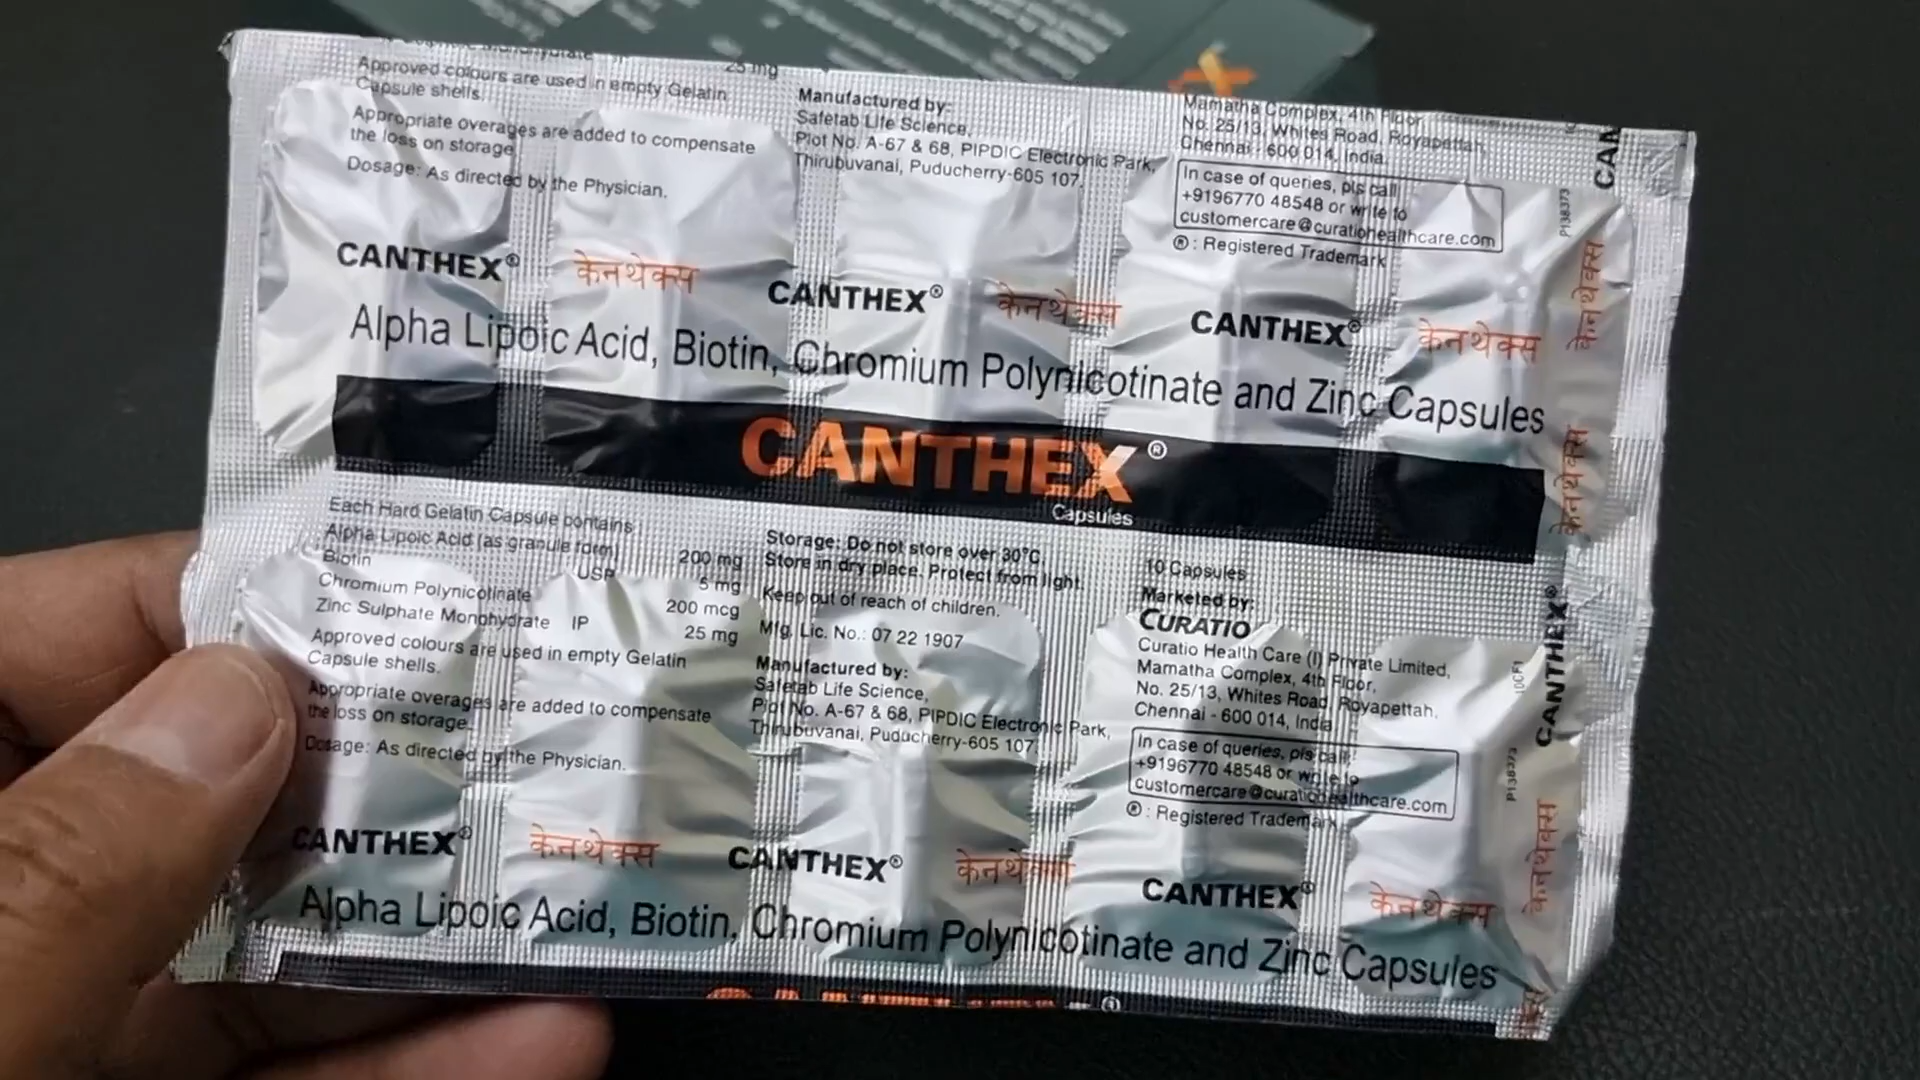 25 mg
Approved colours are used in empty Gelatin
Capsule shells.
Appropriate overages are added to compensate
the loss on storage.
Dosage: As directed by the Physician.
Manufactured by:
Safetab Life Science,
Plot No. A-67 & 68, PIPDIC Electronic Park,
Thirubuvanai, Puducherry-605 107.
Mamatha Complex, 4th Floor,
No. 25/13, Whites Road, Royapettah,
Chennai - 600 014, India.
In case of queries, pls call
+9196770 48548 or write to
customercare@curatiohealthcare.com
® : Registered Trademark
CAN
P138373
केनथेक्स
CANTHEX® केनथेक्स CANTHEX® केनथेक्स CANTHEX® केनथेक्स
Alpha Lipoic Acid, Biotin, Chromium Polynicotinate and Zinc Capsules
CANTHEX®
Capsules
केनथेक्स
Each Hard Gelatin Capsule contains
Alpha Lipoic Acid (as granule form) 200 mg
Biotin USP 5 mg
Chromium Polynicotinate 200 mcg
Zinc Sulphate Monohydrate IP 25 mg
Approved colours are used in empty Gelatin
Capsule shells.
Appropriate overages are added to compensate
the loss on storage.
Dosage: As directed by the Physician.
Storage: Do not store over 30°C.
Store in dry place. Protect from light.
Keep out of reach of children.
Mfg. Lic. No.: 07 22 1907
Manufactured by:
Safetab Life Science,
Plot No. A-67 & 68, PIPDIC Electronic Park,
Thirubuvanai, Puducherry-605 107.
10 Capsules
Marketed by:
CURATIO
Curatio Health Care (I) Private Limited,
Mamatha Complex, 4th Floor,
No. 25/13, Whites Road, Royapettah,
Chennai - 600 014, India.
In case of queries, pls call
+9196770 48548 or write to
customercare@curatiohealthcare.com
® : Registered Trademark
CANTHEX®
P138373
केनथेक्स
CANTHEX® केनथेक्स CANTHEX® केनथेक्स CANTHEX® केनथेक्स
Alpha Lipoic Acid, Biotin, Chromium Polynicotinate and Zinc Capsules